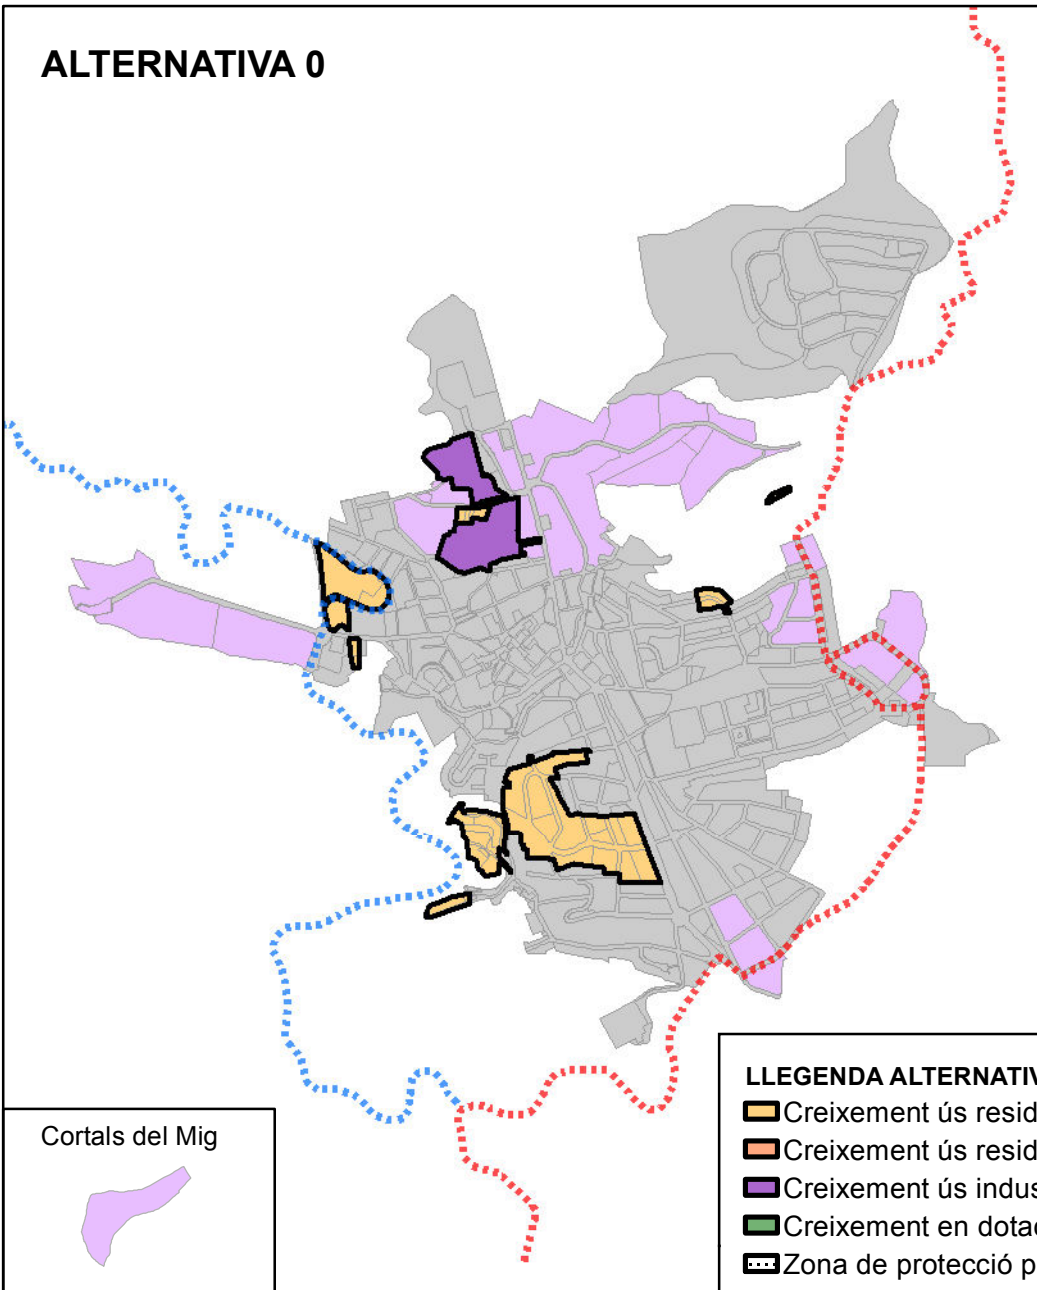 ALTERNATIVA 0
Cortals del Mig
LLEGENDA ALTERNATIV
Creixement ús resid
Creixement ús resid
Creixement ús indus
Creixement en dotac
Zona de protecció p